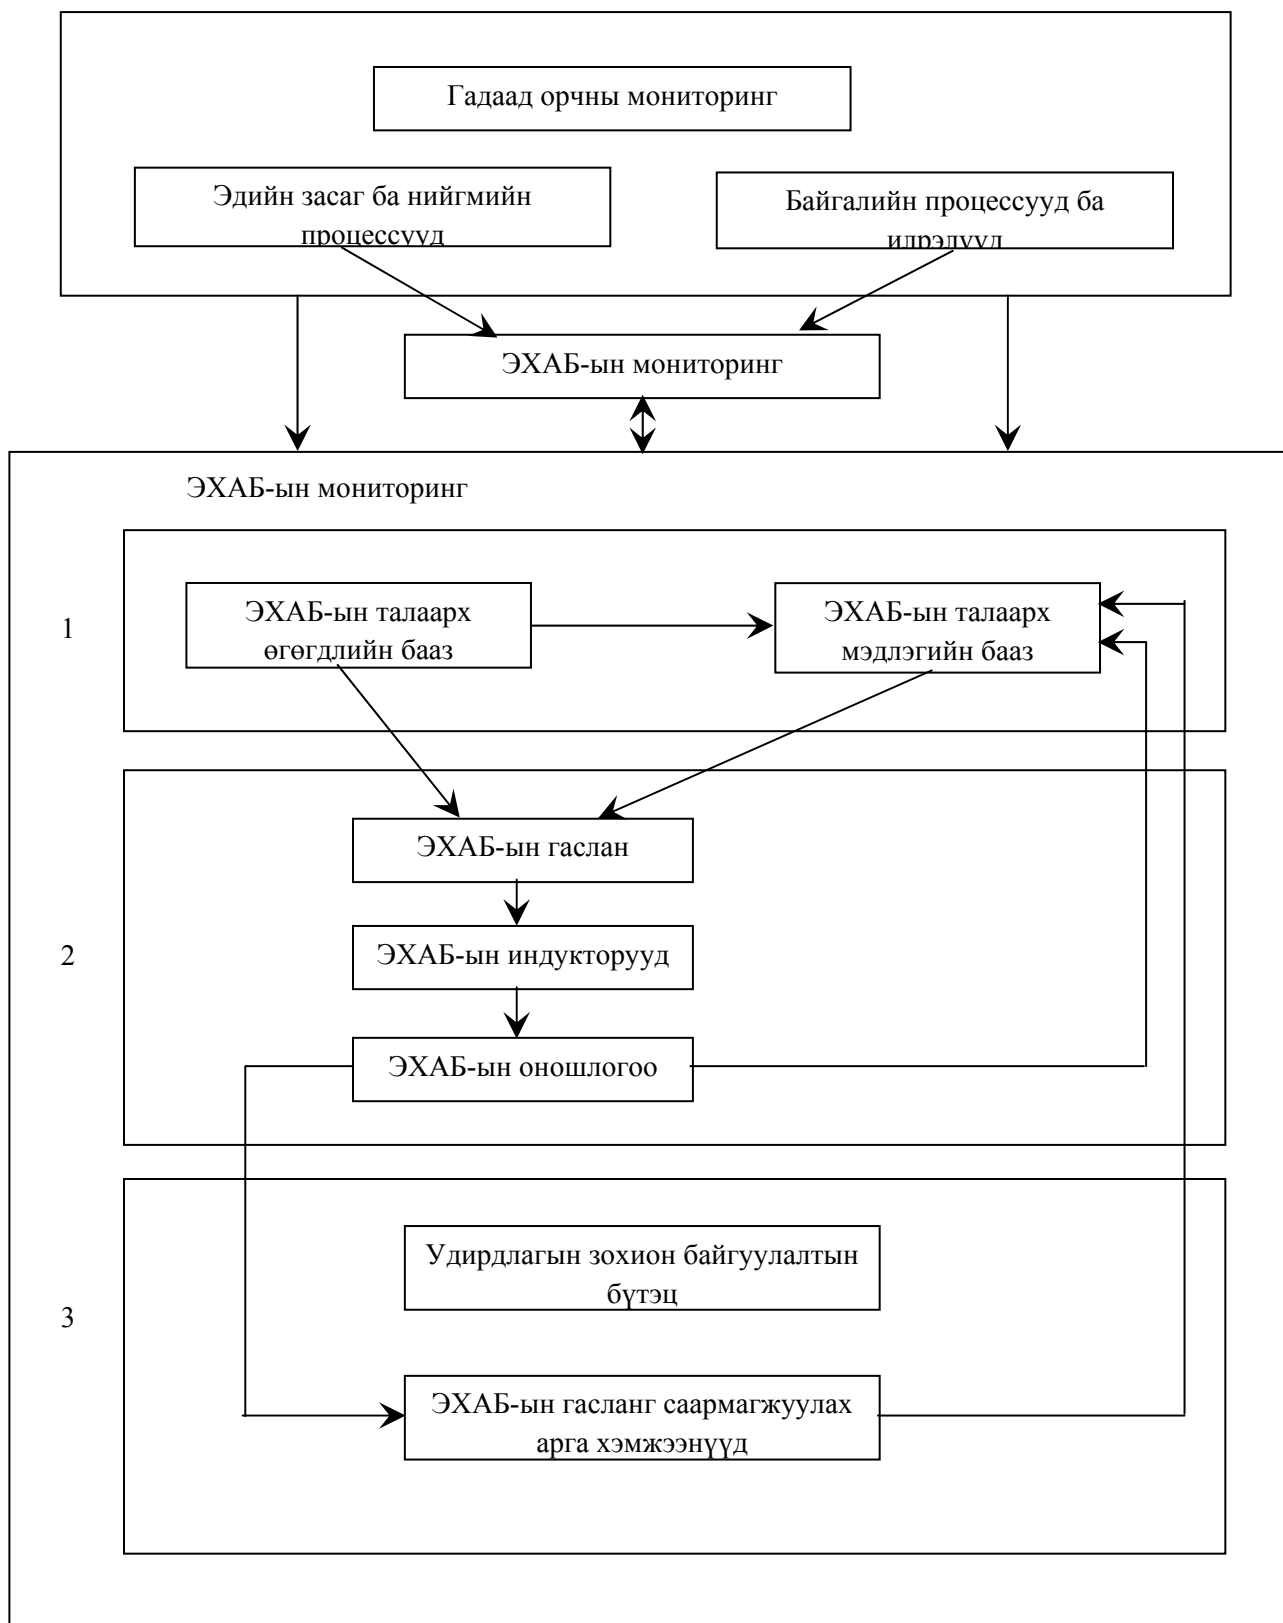 Гадаад орчны мониторинг
Эдийн засаг ба нийгмийн
процессууд
Байгалийн процессууд ба
илрэлүүд
ЭХАБ-ын мониторинг
ЭХАБ-ын мониторинг
1
ЭХАБ-ын талаарх
өгөгдлийн бааз
ЭХАБ-ын талаарх
мэдлэгийн бааз
2
ЭХАБ-ын гаслан
ЭХАБ-ын индукторууд
ЭХАБ-ын оношлогоо
3
Удирдлагын зохион байгуулалтын
бүтэц
ЭХАБ-ын гасланг саармагжуулах
арга хэмжээнүүд